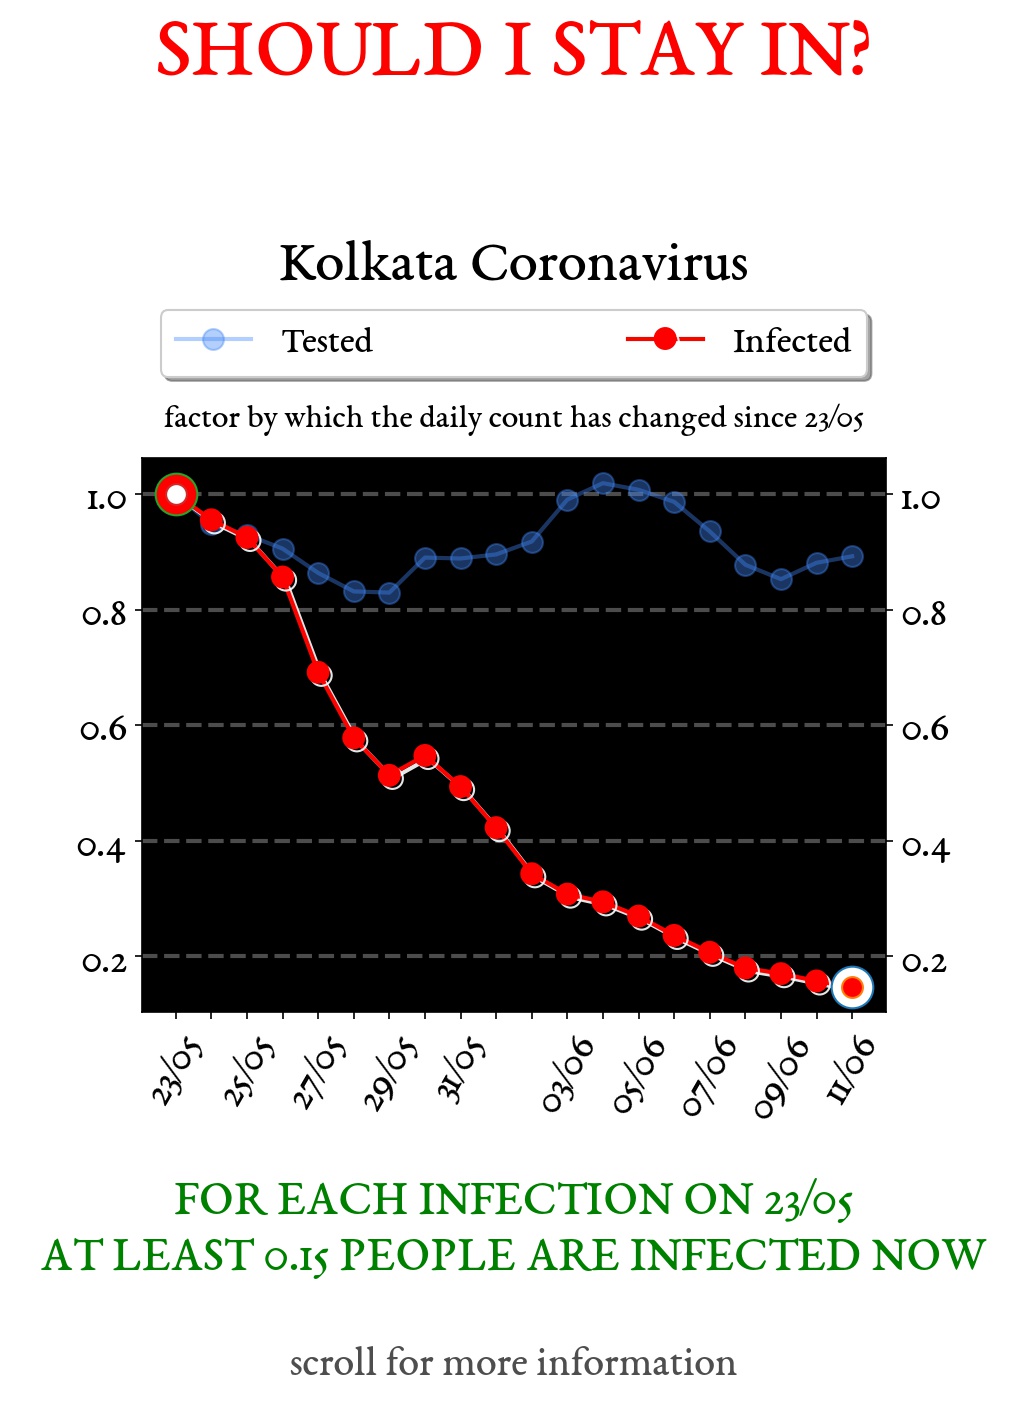 SHOULD I STAY IN?
Kolkata Coronavirus
Tested Infected
factor by which the daily count has changed since 23/05
1.0 1.0
0.8 0.8
0.6 0.6
0.4 0.4
0.2 0.2
23/05 25/05 27/05 29/05 31/05 03/06 05/06 07/06 09/06 11/06
FOR EACH INFECTION ON 23/05
AT LEAST 0.15 PEOPLE ARE INFECTED NOW
scroll for more information